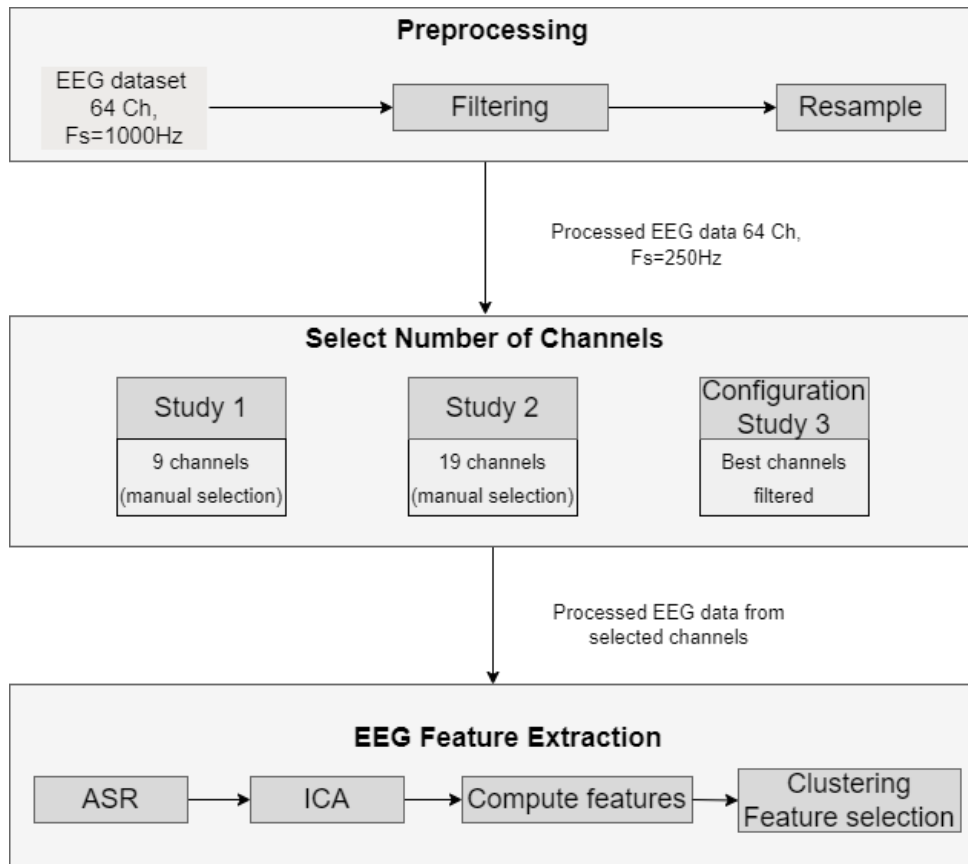 Preprocessing
EEG dataset
64 Ch,
Fs=1000Hz
Filtering
Resample
Processed EEG data 64 Ch,
Fs=250Hz
Select Number of Channels
Study 1
9 channels
(manual selection)
Study 2
19 channels
(manual selection)
Configuration
Study 3
Best channels
filtered
Processed EEG data from
selected channels
EEG Feature Extraction
ASR
ICA
Compute features
Clustering
Feature selection